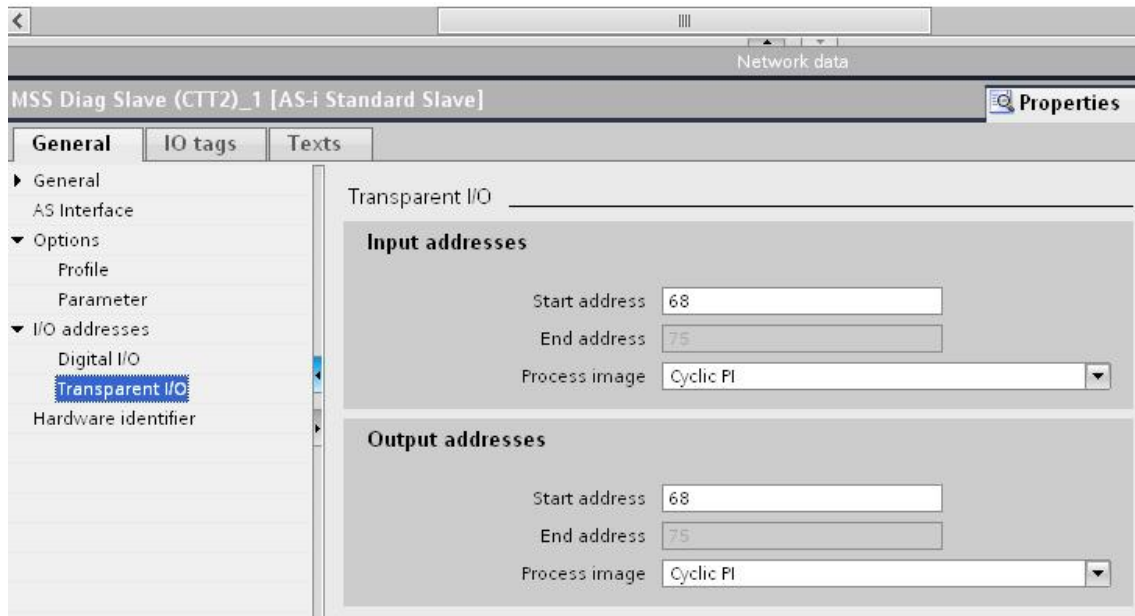 Network data
MSS Diag Slave (CTT2)_1 [AS-i Standard Slave]
Properties
General
IO tags
Texts
General
AS Interface
Options
Profile
Parameter
I/O addresses
Digital I/O
Transparent I/O
Hardware identifier
Transparent I/O
Input addresses
Start address 68
End address 75
Process image Cyclic PI
Output addresses
Start address 68
End address 75
Process image Cyclic PI